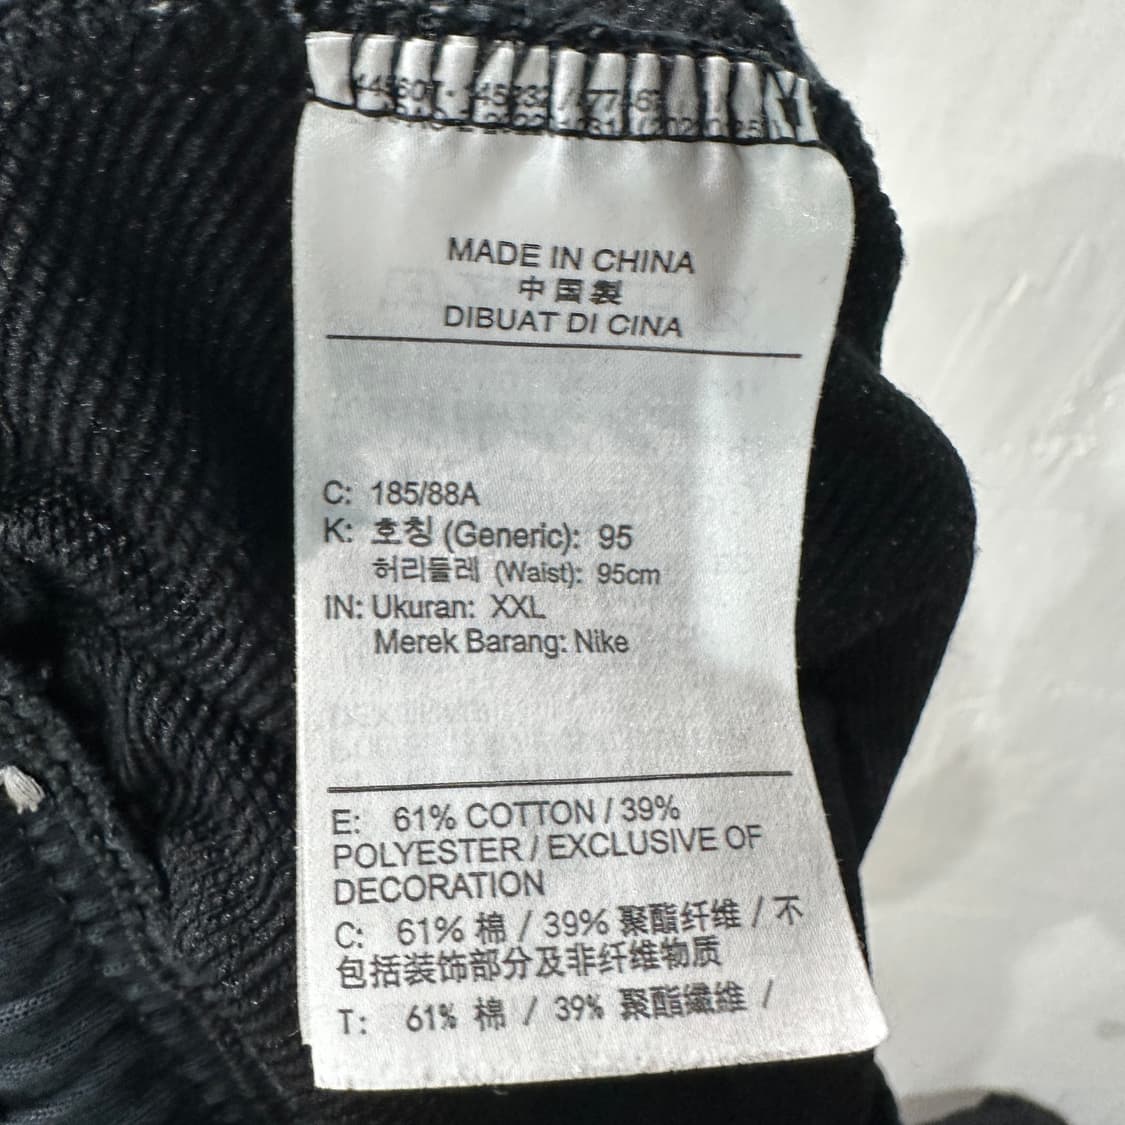 MADE IN CHINA
中国製
DIBUAT DI CINA
C: 185/88A
K: 호칭 (Generic): 95
허리둘레 (Waist): 95cm
IN: Ukuran: XXL
Merek Barang: Nike
E: 61% COTTON / 39%
POLYESTER / EXCLUSIVE OF
DECORATION
C: 61% 棉 / 39% 聚酯纤维 / 不
包括装饰部分及非纤维物质
T: 61% 棉 / 39% 聚酯纖維 /